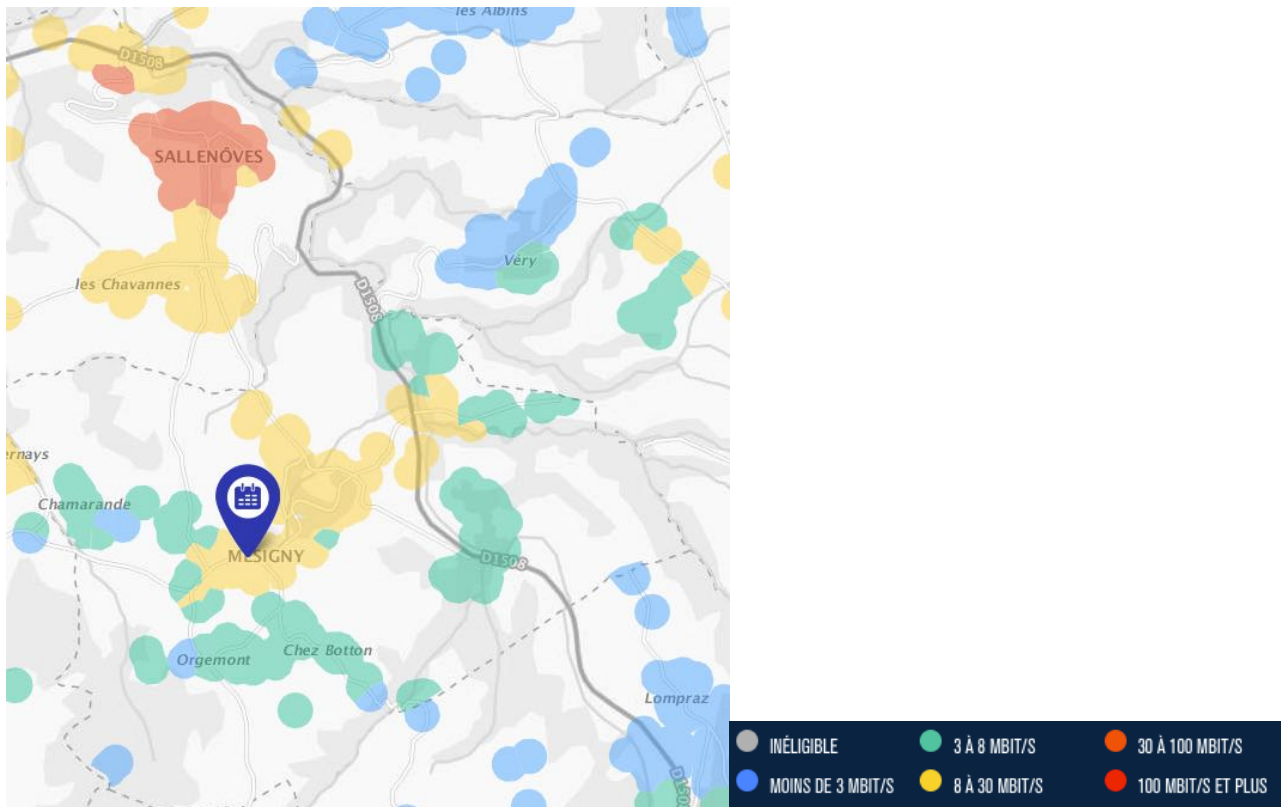 les Albins
D1508
SALLENÔVES
Véry
les Chavannes
D1508
ernays
Chamarande
MÉSIGNY
D1508
Chez Botton
Orgemont
Lompraz
INÉLIGIBLE
3 À 8 MBIT/S
30 À 100 MBIT/S
MOINS DE 3 MBIT/S
8 À 30 MBIT/S
100 MBIT/S ET PLUS